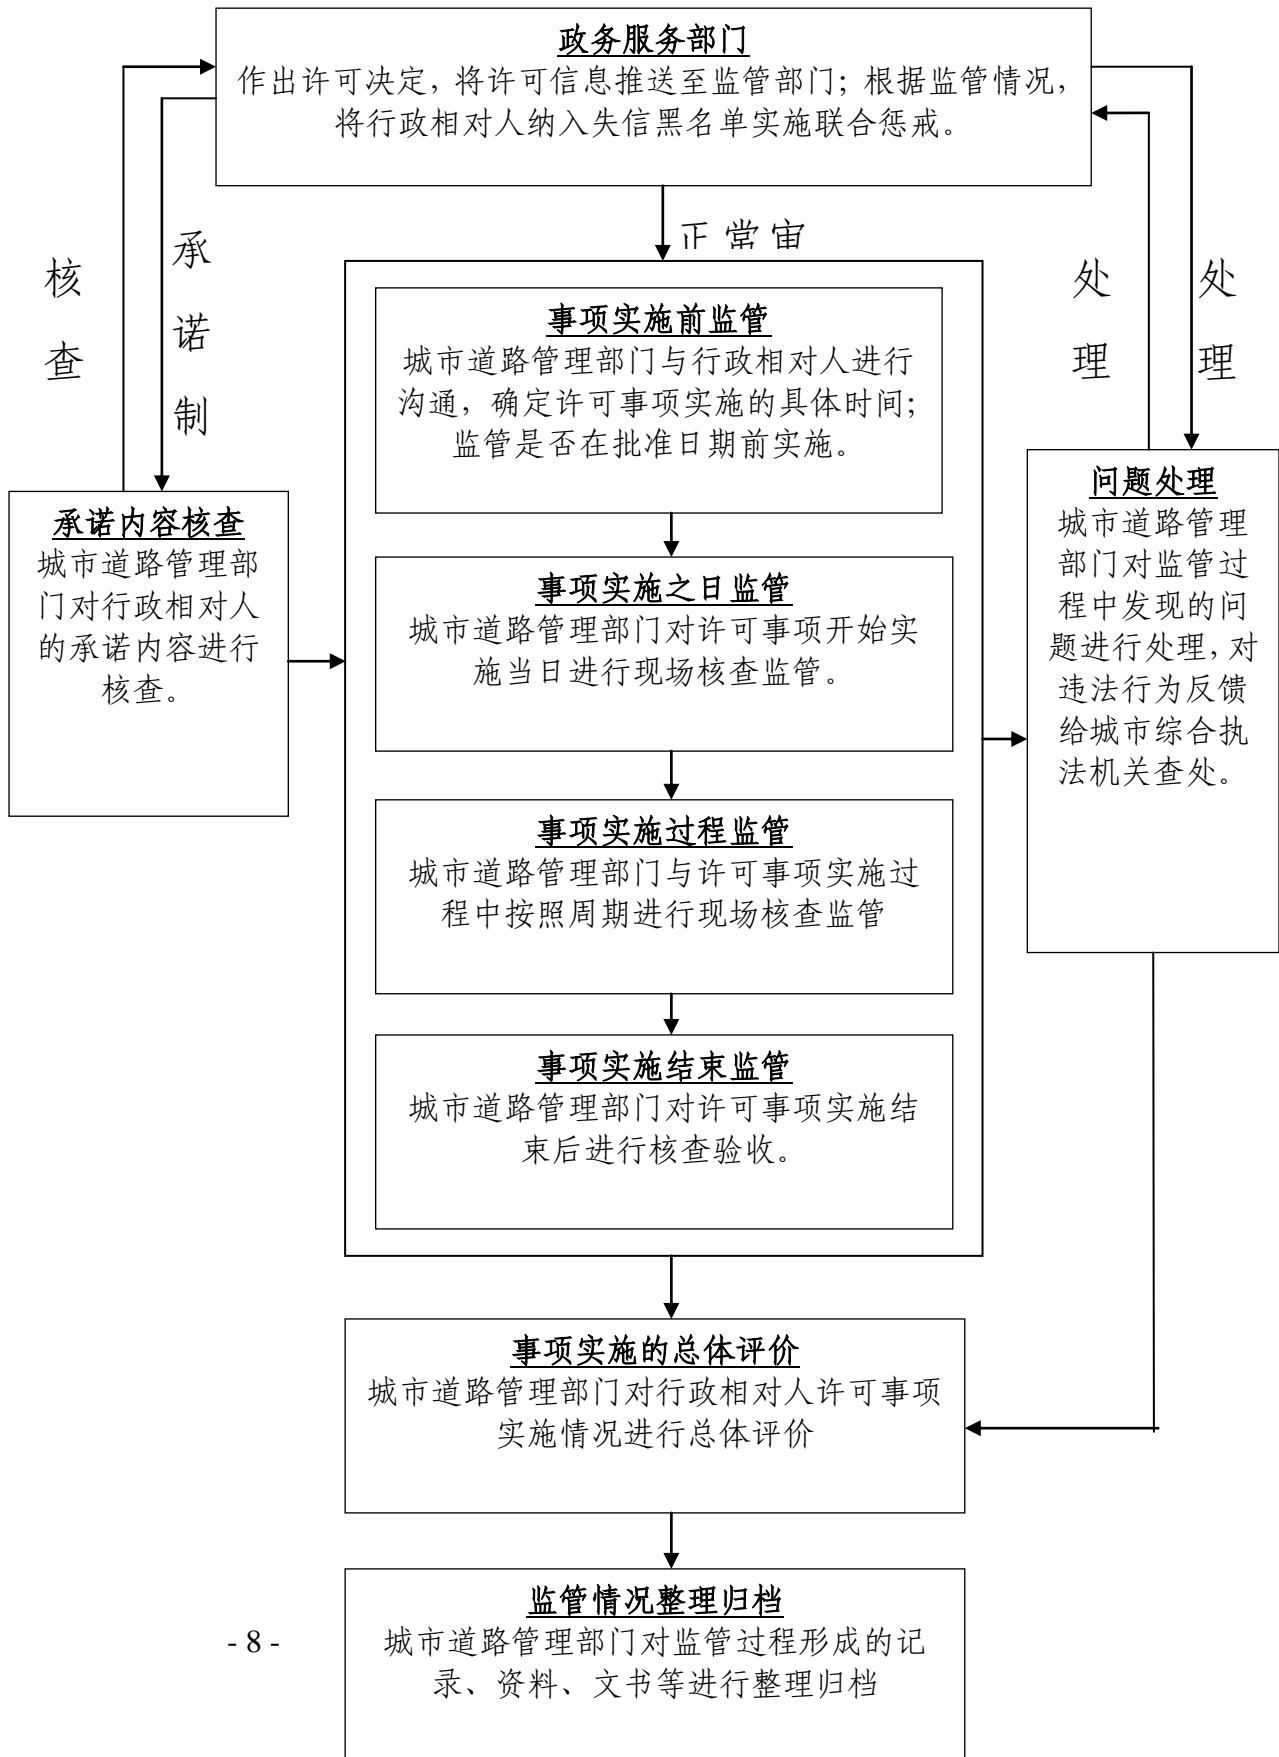 政务服务部门
作出许可决定，将许可信息推送至监管部门；根据监管情况，
将行政相对人纳入失信黑名单实施联合惩戒。
核查
承诺制
正常审
处理
处理
事项实施前监管
城市道路管理部门与行政相对人进行
沟通，确定许可事项实施的具体时间；
监管是否在批准日期前实施。
承诺内容核查
城市道路管理部
门对行政相对人
的承诺内容进行
核查。
事项实施之日监管
城市道路管理部门对许可事项开始实
施当日进行现场核查监管。
问题处理
城市道路管理
部门对监管过
程中发现的问
题进行处理，对
违法行为反馈
给城市综合执
法机关查处。
事项实施过程监管
城市道路管理部门与许可事项实施过
程中按照周期进行现场核查监管
事项实施结束监管
城市道路管理部门对许可事项实施结
束后进行核查验收。
事项实施的总体评价
城市道路管理部门对行政相对人许可事项
实施情况进行总体评价
监管情况整理归档
城市道路管理部门对监管过程形成的记
录、资料、文书等进行整理归档
- 8 -